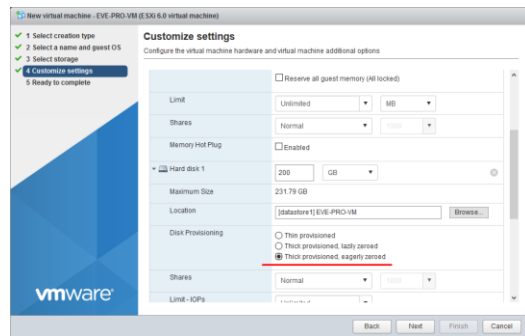 New virtual machine - EVE-PRO-VM (ESXi 6.0 virtual machine)
1 Select creation type
2 Select a name and guest OS
3 Select storage
4 Customize settings
5 Ready to complete
Customize settings
Configure the virtual machine hardware and virtual machine additional options
Reserve all guest memory (All locked)
Limit
Unlimited
MB
Shares
Normal
1000
Memory Hot Plug
Enabled
Hard disk 1
200
GB
Maximum Size
231.79 GB
Location
[datastore1] EVE-PRO-VM
Browse...
Disk Provisioning
Thin provisioned
Thick provisioned, lazily zeroed
Thick provisioned, eagerly zeroed
Shares
Normal
1000
Limit - IOPs
Unlimited
vmware
Back
Next
Finish
Cancel